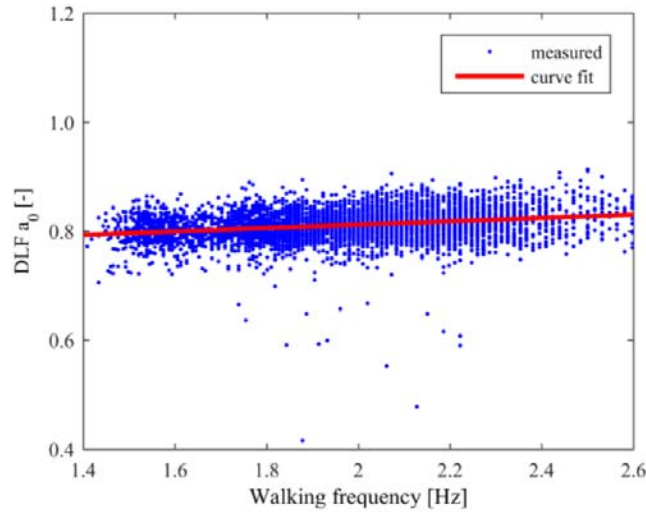 1.2
measured
curve fit
1.0
DLF a0 [-]
0.8
0.6
0.4
1.4 1.6 1.8 2 2.2 2.4 2.6
Walking frequency [Hz]